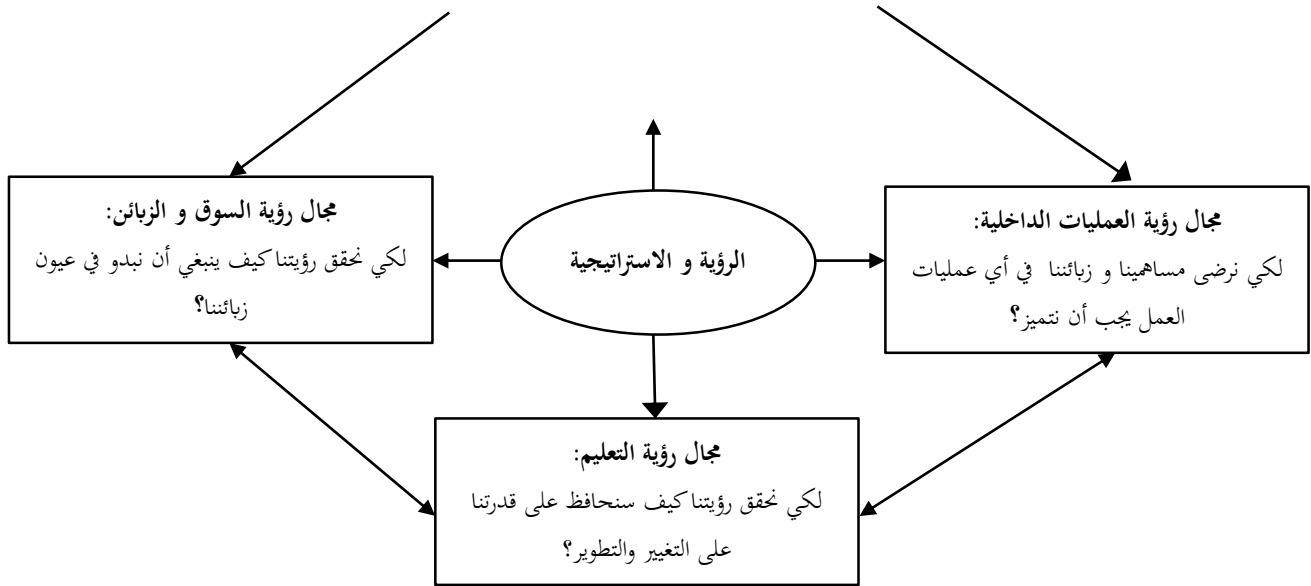 مجال رؤية العمليات الداخلية:
لكي نرضى مساهمينا و زبائننا في أي عمليات
العمل يجب أن نتميز؟
الرؤية و الاستراتيجية
مجال رؤية السوق و الزبائن:
لكي نحقق رؤيتنا كيف ينبغي أن نبدو في عيون
زبائننا؟
مجال رؤية التعليم:
لكي نحقق رؤيتنا كيف سنحافظ على قدرتنا
على التغيير والتطوير؟